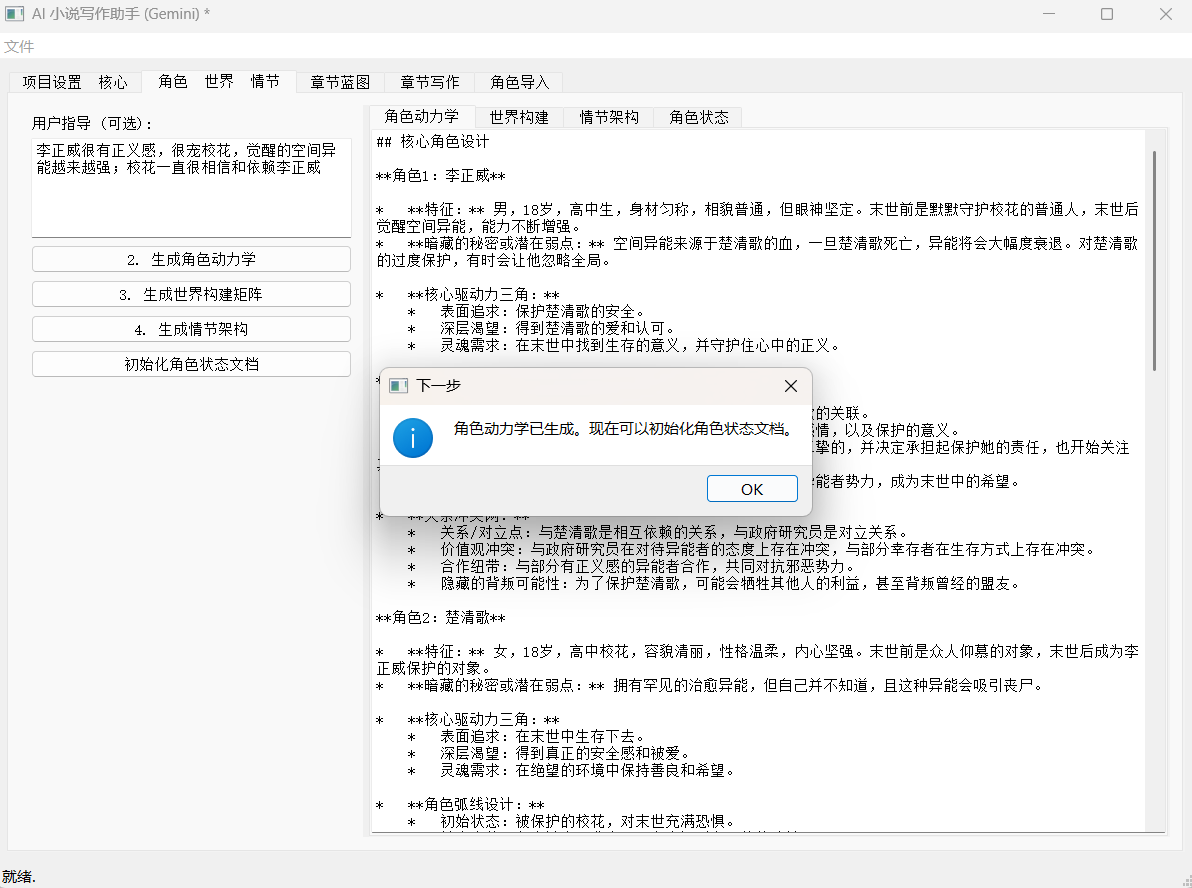 AI 小说写作助手 (Gemini) *
文件
项目设置 核心 角色 世界 情节 章节蓝图 章节写作 角色导入
用户指导（可选）：
李正威很有正义感，很宠校花，觉醒的空间异
能越来越强；校花一直很相信和依赖李正威
2. 生成角色动力学
3. 生成世界构建矩阵
4. 生成情节架构
初始化角色状态文档
角色动力学 世界构建 情节架构 角色状态
## 核心角色设计
**角色1：李正威**
* **特征：** 男，18岁，高中生，身材匀称，相貌普通，但眼神坚定。末世前是默默守护校花的普通人，末世后
觉醒空间异能，能力不断增强。
* **暗藏的秘密或潜在弱点：** 空间异能来源于楚清歌的血，一旦楚清歌死亡，异能将会大幅度衰退。对楚清歌
的过度保护，有时会让他忽略全局。
* **核心驱动力三角：**
* 表面追求：保护楚清歌的安全。
* 深层渴望：得到楚清歌的爱和认可。
* 灵魂需求：在末世中找到生存的意义，并守护住心中的正义。
下一步
角色动力学已生成。现在可以初始化角色状态文档。
OK
的关联。
情，以及保护的意义。
挚的，并决定承担起保护她的责任，也开始关注
能者势力，成为末世中的希望。
* 关系/对立点：与楚清歌是相互依赖的关系，与政府研究员是对立关系。
* 价值观冲突：与政府研究员在对待异能者的态度上存在冲突，与部分幸存者在生存方式上存在冲突。
* 合作纽带：与部分有正义感的异能者合作，共同对抗邪恶势力。
* 隐藏的背叛可能性：为了保护楚清歌，可能会牺牲其他人的利益，甚至背叛曾经的盟友。
**角色2：楚清歌**
* **特征：** 女，18岁，高中校花，容貌清丽，性格温柔，内心坚强。末世前是众人仰慕的对象，末世后成为李
正威保护的对象。
* **暗藏的秘密或潜在弱点：** 拥有罕见的治愈异能，但自己并不知道，且这种异能会吸引丧尸。
* **核心驱动力三角：**
* 表面追求：在末世中生存下去。
* 深层渴望：得到真正的安全感和被爱。
* 灵魂需求：在绝望的环境中保持善良和希望。
* **角色弧线设计：**
* 初始状态：被保护的校花，对末世充满恐惧。
就绪.